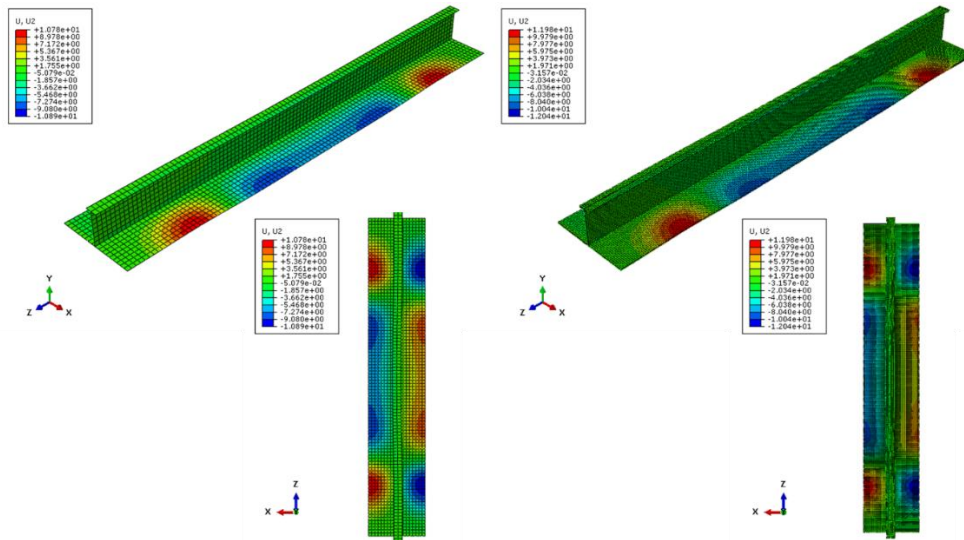 U, U2
+1.078e+01
+8.978e+00
+7.172e+00
+5.367e+00
+3.561e+00
+1.755e+00
-5.079e-02
-1.857e+00
-3.662e+00
-5.468e+00
-7.274e+00
-9.080e+00
-1.089e+01
Y
Z
X
U, U2
+1.078e+01
+8.978e+00
+7.172e+00
+5.367e+00
+3.561e+00
+1.755e+00
-5.079e-02
-1.857e+00
-3.662e+00
-5.468e+00
-7.274e+00
-9.080e+00
-1.089e+01
Z
X
U, U2
+1.198e+01
+9.979e+00
+7.977e+00
+5.975e+00
+3.973e+00
+1.971e+00
-3.157e-02
-2.034e+00
-4.036e+00
-6.038e+00
-8.040e+00
-1.004e+01
-1.204e+01
Y
Z
X
U, U2
+1.198e+01
+9.979e+00
+7.977e+00
+5.975e+00
+3.973e+00
+1.971e+00
-3.157e-02
-2.034e+00
-4.036e+00
-6.038e+00
-8.040e+00
-1.004e+01
-1.204e+01
Z
X